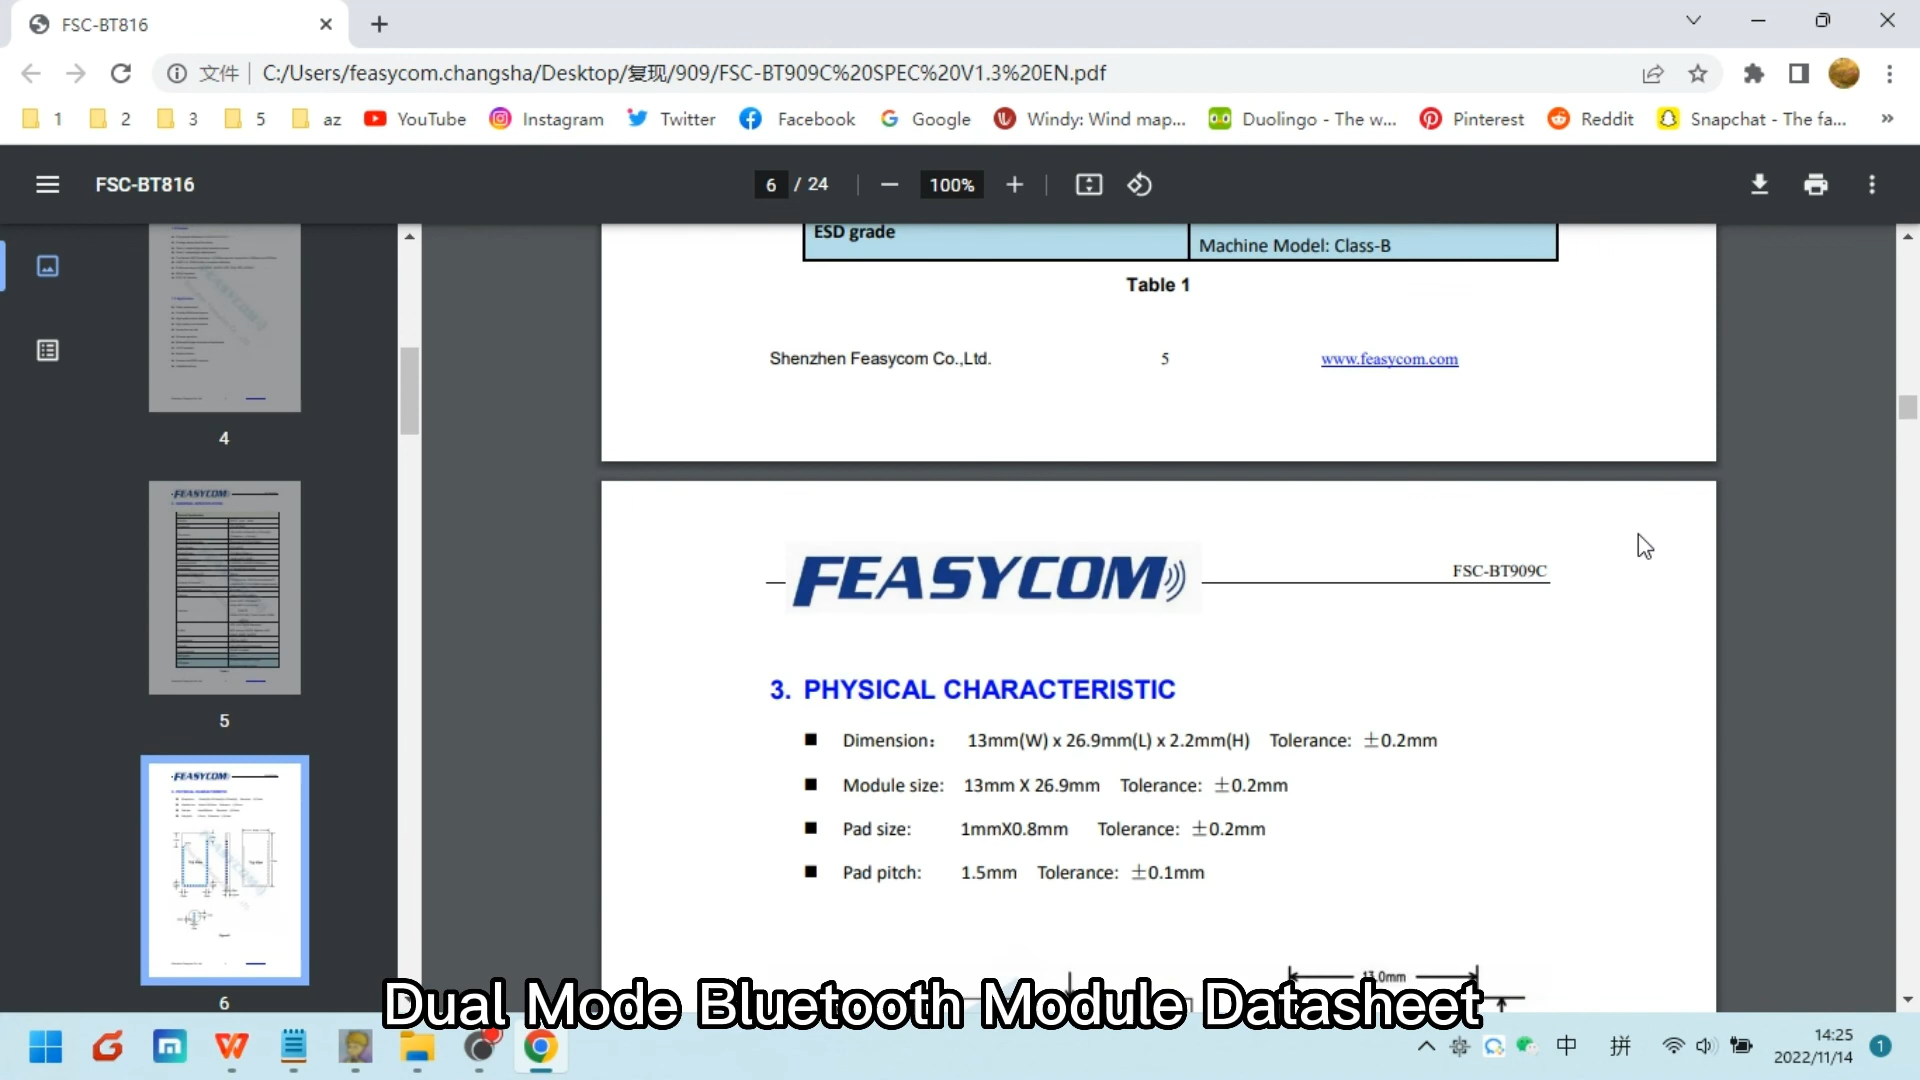 FSC-BT816
文件 C:/Users/feasycom.changsha/Desktop/复现/909/FSC-BT909C%20SPEC%20V1.3%20EN.pdf
1 2 3 5 az YouTube Instagram Twitter Facebook Google Windy: Wind map... Duolingo - The w... Pinterest Reddit Snapchat - The fa... »
FSC-BT816 6 / 24 100%
ESD grade
Machine Model: Class-B
Table 1
Shenzhen Feasycom Co.,Ltd. 5 www.feasycom.com
4
5
6
FEASYCOM
FEASYCOM
FEASYCOM FSC-BT909C
3. PHYSICAL CHARACTERISTIC
■ Dimension: 13mm(W) x 26.9mm(L) x 2.2mm(H) Tolerance: ±0.2mm
■ Module size: 13mm X 26.9mm Tolerance: ±0.2mm
■ Pad size: 1mmX0.8mm Tolerance: ±0.2mm
■ Pad pitch: 1.5mm Tolerance: ±0.1mm
13.0mm
Dual Mode Bluetooth Module Datasheet
中 拼 14:25
2022/11/14 1